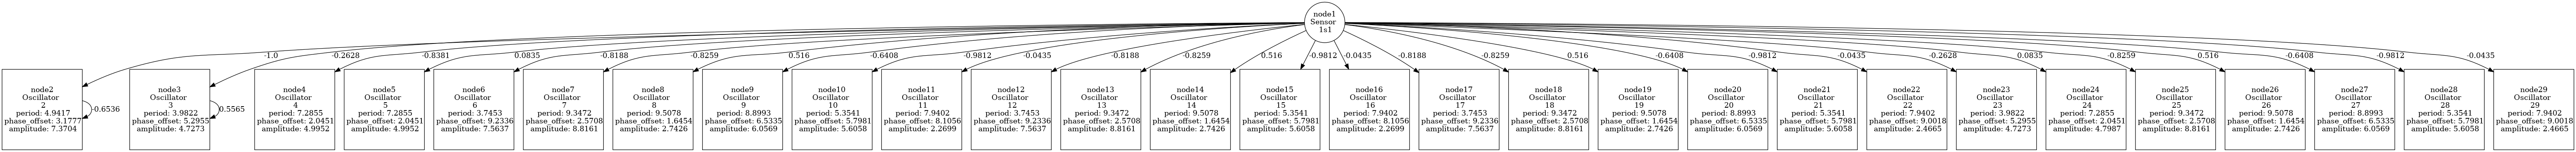 node1
Sensor
1s1
-1.0
-0.2628
-0.8381
0.0835
-0.8188
-0.8259
0.516
-0.6408
-0.9812
-0.0435
-0.8188
-0.8259
0.516
-0.9812
-0.0435
-0.8188
-0.8259
0.516
-0.6408
-0.9812
-0.0435
-0.2628
0.0835
-0.8259
0.516
-0.6408
-0.9812
-0.0435
node2
Oscillator
2
period: 4.9417
phase_offset: 3.1777
amplitude: 7.3704
-0.6536
node3
Oscillator
3
period: 3.9822
phase_offset: 5.2955
amplitude: 4.7273
0.5565
node4
Oscillator
4
period: 7.2855
phase_offset: 2.0451
amplitude: 4.9952
node5
Oscillator
5
period: 7.2855
phase_offset: 2.0451
amplitude: 4.9952
node6
Oscillator
6
period: 3.7453
phase_offset: 9.2336
amplitude: 7.5637
node7
Oscillator
7
period: 9.3472
phase_offset: 2.5708
amplitude: 8.8161
node8
Oscillator
8
period: 9.5078
phase_offset: 1.6454
amplitude: 2.7426
node9
Oscillator
9
period: 8.8993
phase_offset: 6.5335
amplitude: 6.0569
node10
Oscillator
10
period: 5.3541
phase_offset: 5.7981
amplitude: 5.6058
node11
Oscillator
11
period: 7.9402
phase_offset: 8.1056
amplitude: 2.2699
node12
Oscillator
12
period: 3.7453
phase_offset: 9.2336
amplitude: 7.5637
node13
Oscillator
13
period: 9.3472
phase_offset: 2.5708
amplitude: 8.8161
node14
Oscillator
14
period: 9.5078
phase_offset: 1.6454
amplitude: 2.7426
node15
Oscillator
15
period: 5.3541
phase_offset: 5.7981
amplitude: 5.6058
node16
Oscillator
16
period: 7.9402
phase_offset: 8.1056
amplitude: 2.2699
node17
Oscillator
17
period: 3.7453
phase_offset: 9.2336
amplitude: 7.5637
node18
Oscillator
18
period: 9.3472
phase_offset: 2.5708
amplitude: 8.8161
node19
Oscillator
19
period: 9.5078
phase_offset: 1.6454
amplitude: 2.7426
node20
Oscillator
20
period: 8.8993
phase_offset: 6.5335
amplitude: 6.0569
node21
Oscillator
21
period: 5.3541
phase_offset: 5.7981
amplitude: 5.6058
node22
Oscillator
22
period: 7.9402
phase_offset: 9.0018
amplitude: 2.4665
node23
Oscillator
23
period: 3.9822
phase_offset: 5.2955
amplitude: 4.7273
node24
Oscillator
24
period: 7.2855
phase_offset: 2.0451
amplitude: 4.7987
node25
Oscillator
25
period: 9.3472
phase_offset: 2.5708
amplitude: 8.8161
node26
Oscillator
26
period: 9.5078
phase_offset: 1.6454
amplitude: 2.7426
node27
Oscillator
27
period: 8.8993
phase_offset: 6.5335
amplitude: 6.0569
node28
Oscillator
28
period: 5.3541
phase_offset: 5.7981
amplitude: 5.6058
node29
Oscillator
29
period: 7.9402
phase_offset: 9.0018
amplitude: 2.4665